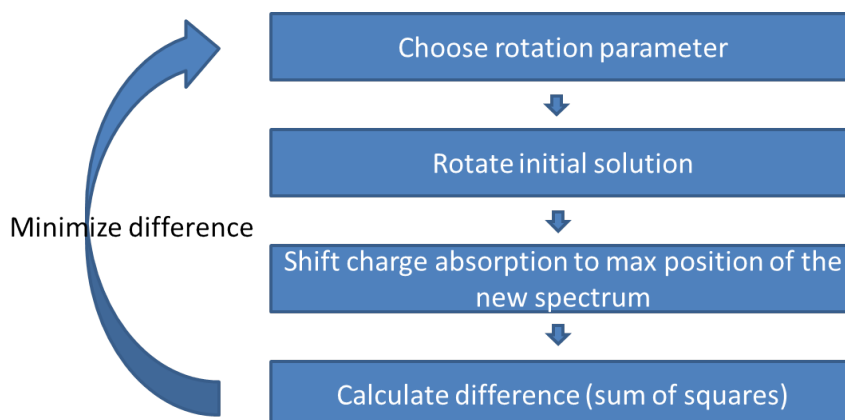 Choose rotation parameter
Rotate initial solution
Minimize difference
Shift charge absorption to max position of the
new spectrum
Calculate difference (sum of squares)